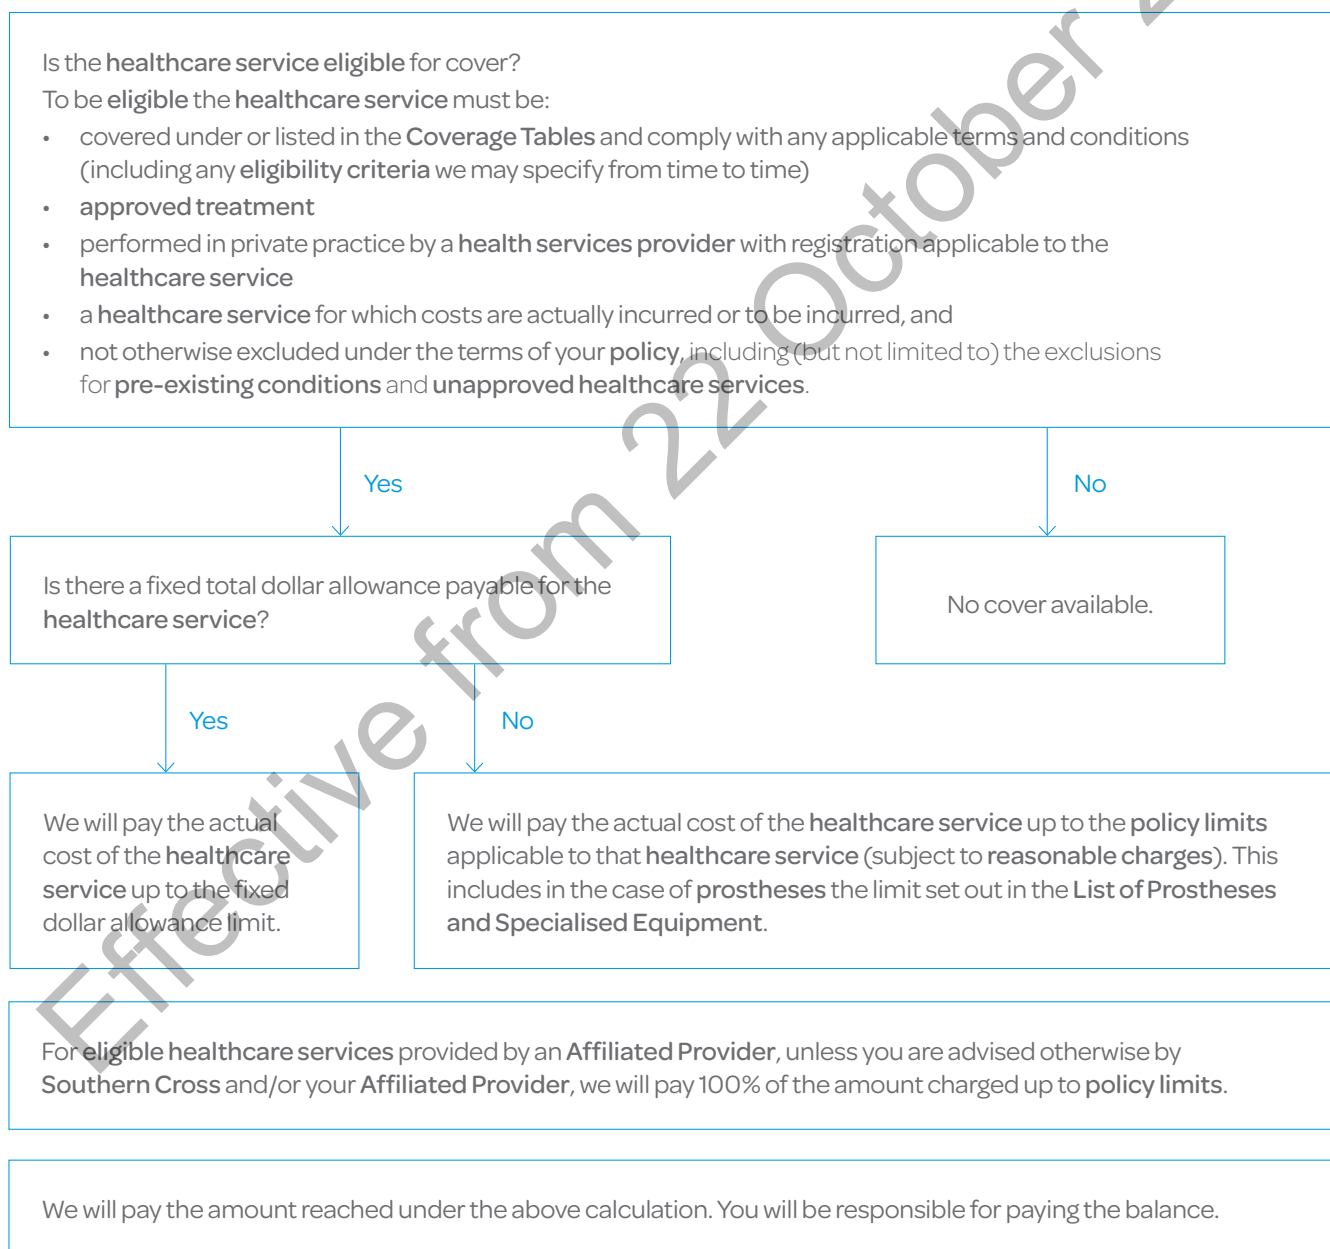 Is the healthcare service eligible for cover?
To be eligible the healthcare service must be:
• covered under or listed in the Coverage Tables and comply with any applicable terms and conditions
(including any eligibility criteria we may specify from time to time)
• approved treatment
• performed in private practice by a health services provider with registration applicable to the
healthcare service
• a healthcare service for which costs are actually incurred or to be incurred, and
• not otherwise excluded under the terms of your policy, including (but not limited to) the exclusions
for pre-existing conditions and unapproved healthcare services.
Yes
No
Is there a fixed total dollar allowance payable for the
healthcare service?
No cover available.
Yes
No
We will pay the actual
cost of the healthcare
service up to the fixed
dollar allowance limit.
We will pay the actual cost of the healthcare service up to the policy limits
applicable to that healthcare service (subject to reasonable charges). This
includes in the case of prostheses the limit set out in the List of Prostheses
and Specialised Equipment.
For eligible healthcare services provided by an Affiliated Provider, unless you are advised otherwise by
Southern Cross and/or your Affiliated Provider, we will pay 100% of the amount charged up to policy limits.
We will pay the amount reached under the above calculation. You will be responsible for paying the balance.
Effective from 22 October